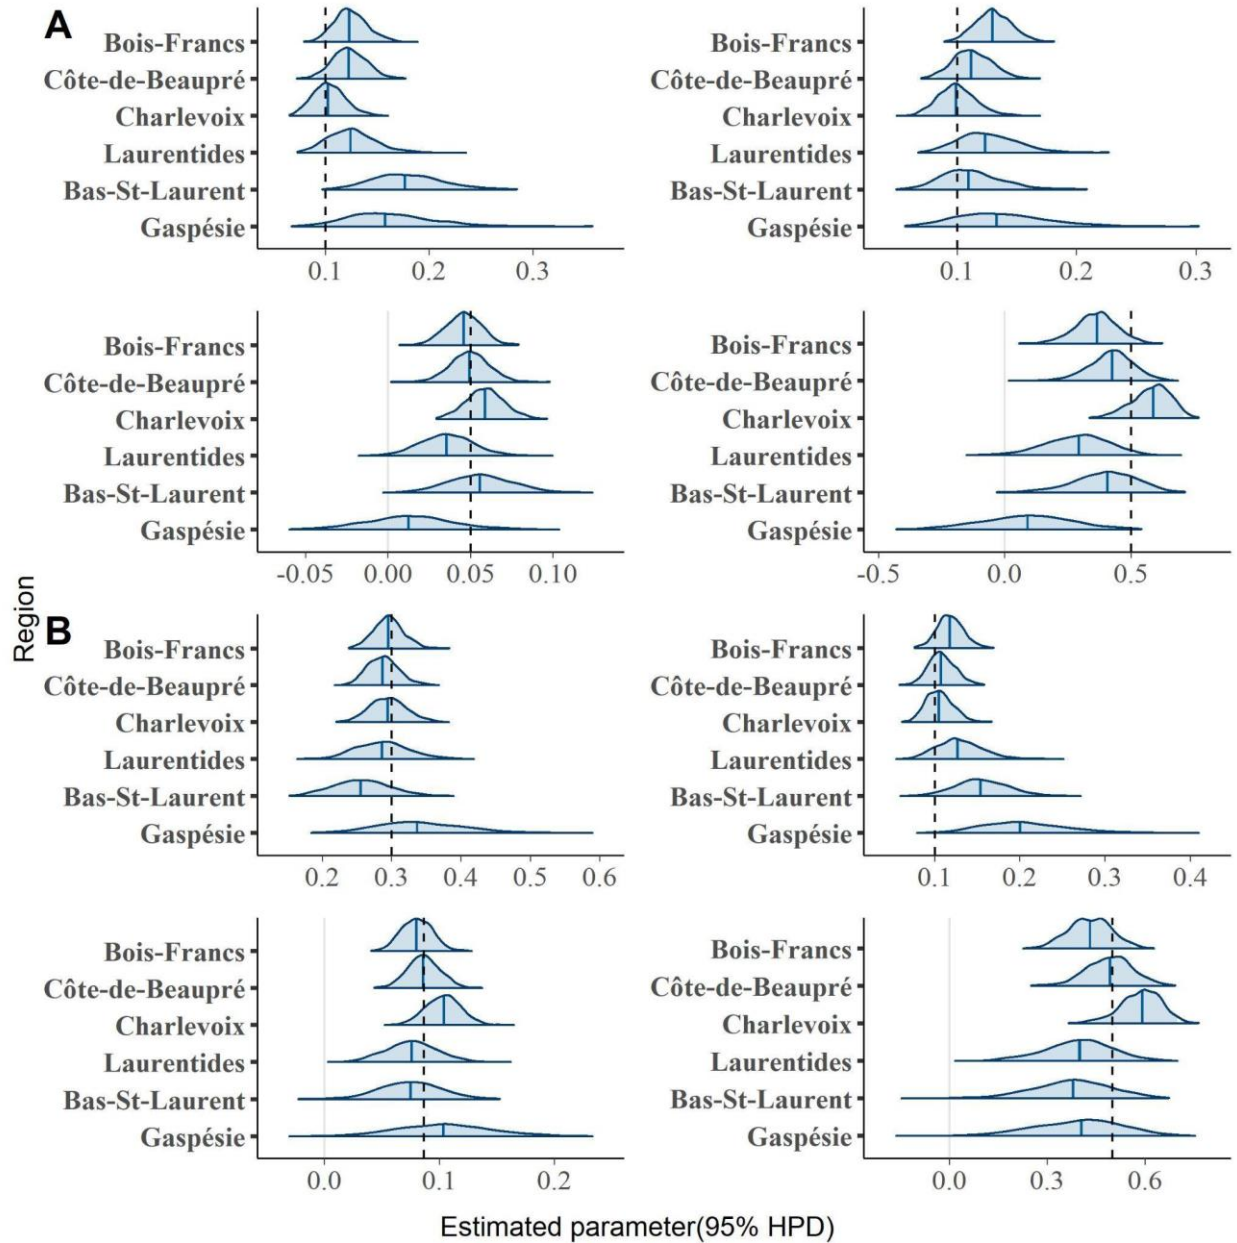 A
Bois-Francs
Côte-de-Beaupré
Charlevoix
Laurentides
Bas-St-Laurent
Gaspésie
0.1 0.2 0.3
Bois-Francs
Côte-de-Beaupré
Charlevoix
Laurentides
Bas-St-Laurent
Gaspésie
0.1 0.2 0.3
Bois-Francs
Côte-de-Beaupré
Charlevoix
Laurentides
Bas-St-Laurent
Gaspésie
-0.05 0.00 0.05 0.10
Bois-Francs
Côte-de-Beaupré
Charlevoix
Laurentides
Bas-St-Laurent
Gaspésie
-0.5 0.0 0.5
Region
B
Bois-Francs
Côte-de-Beaupré
Charlevoix
Laurentides
Bas-St-Laurent
Gaspésie
0.2 0.3 0.4 0.5 0.6
Bois-Francs
Côte-de-Beaupré
Charlevoix
Laurentides
Bas-St-Laurent
Gaspésie
0.1 0.2 0.3 0.4
Bois-Francs
Côte-de-Beaupré
Charlevoix
Laurentides
Bas-St-Laurent
Gaspésie
0.0 0.1 0.2
Bois-Francs
Côte-de-Beaupré
Charlevoix
Laurentides
Bas-St-Laurent
Gaspésie
0.0 0.3 0.6
Estimated parameter(95% HPD)